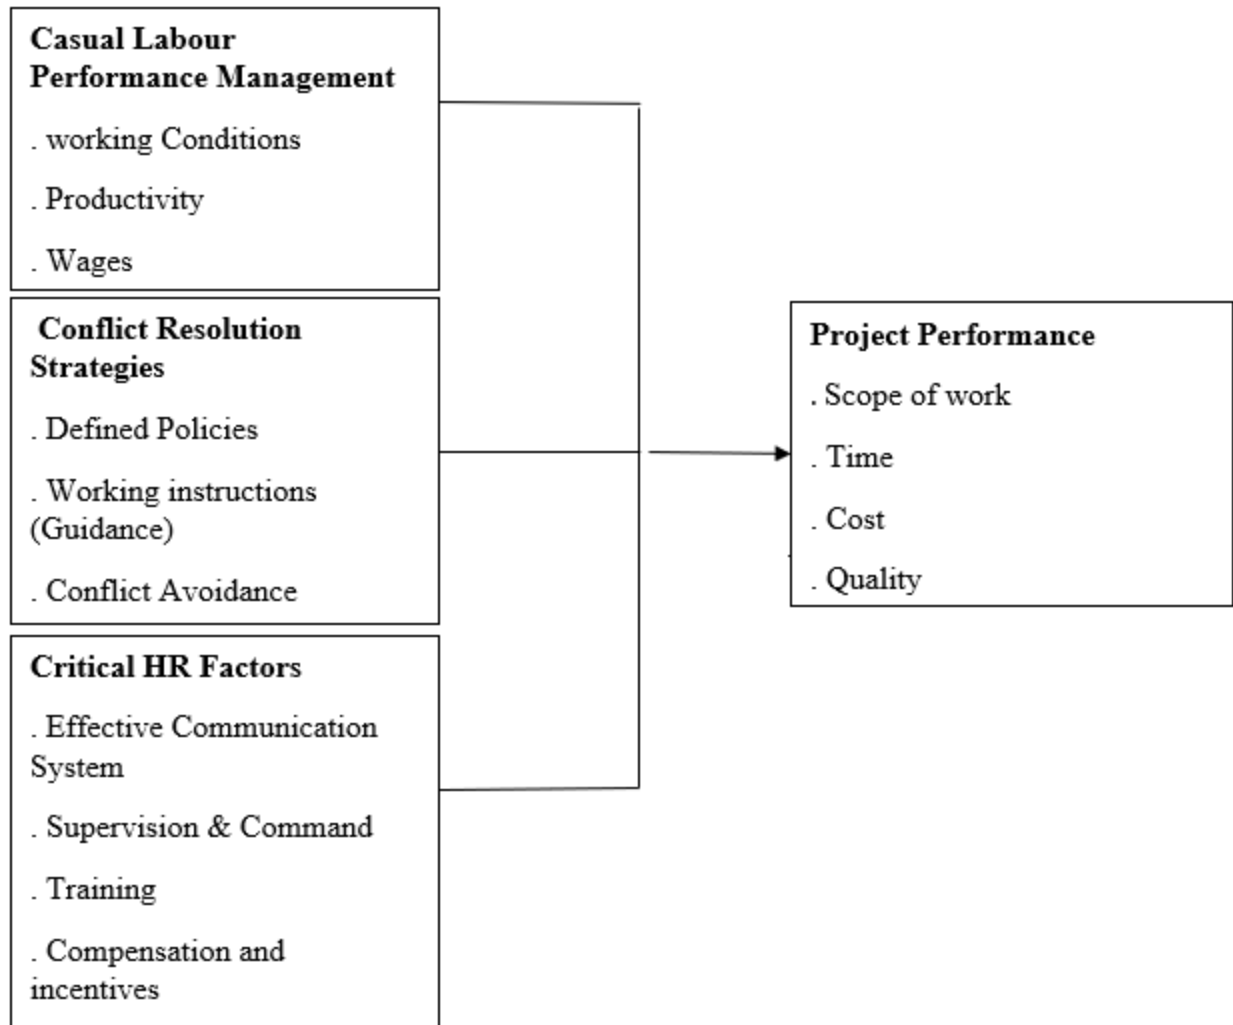 Casual Labour
Performance Management
. working Conditions
. Productivity
. Wages
Conflict Resolution
Strategies
. Defined Policies
. Working instructions
(Guidance)
. Conflict Avoidance
Critical HR Factors
. Effective Communication
System
. Supervision & Command
. Training
. Compensation and
incentives
Project Performance
. Scope of work
. Time
. Cost
. Quality